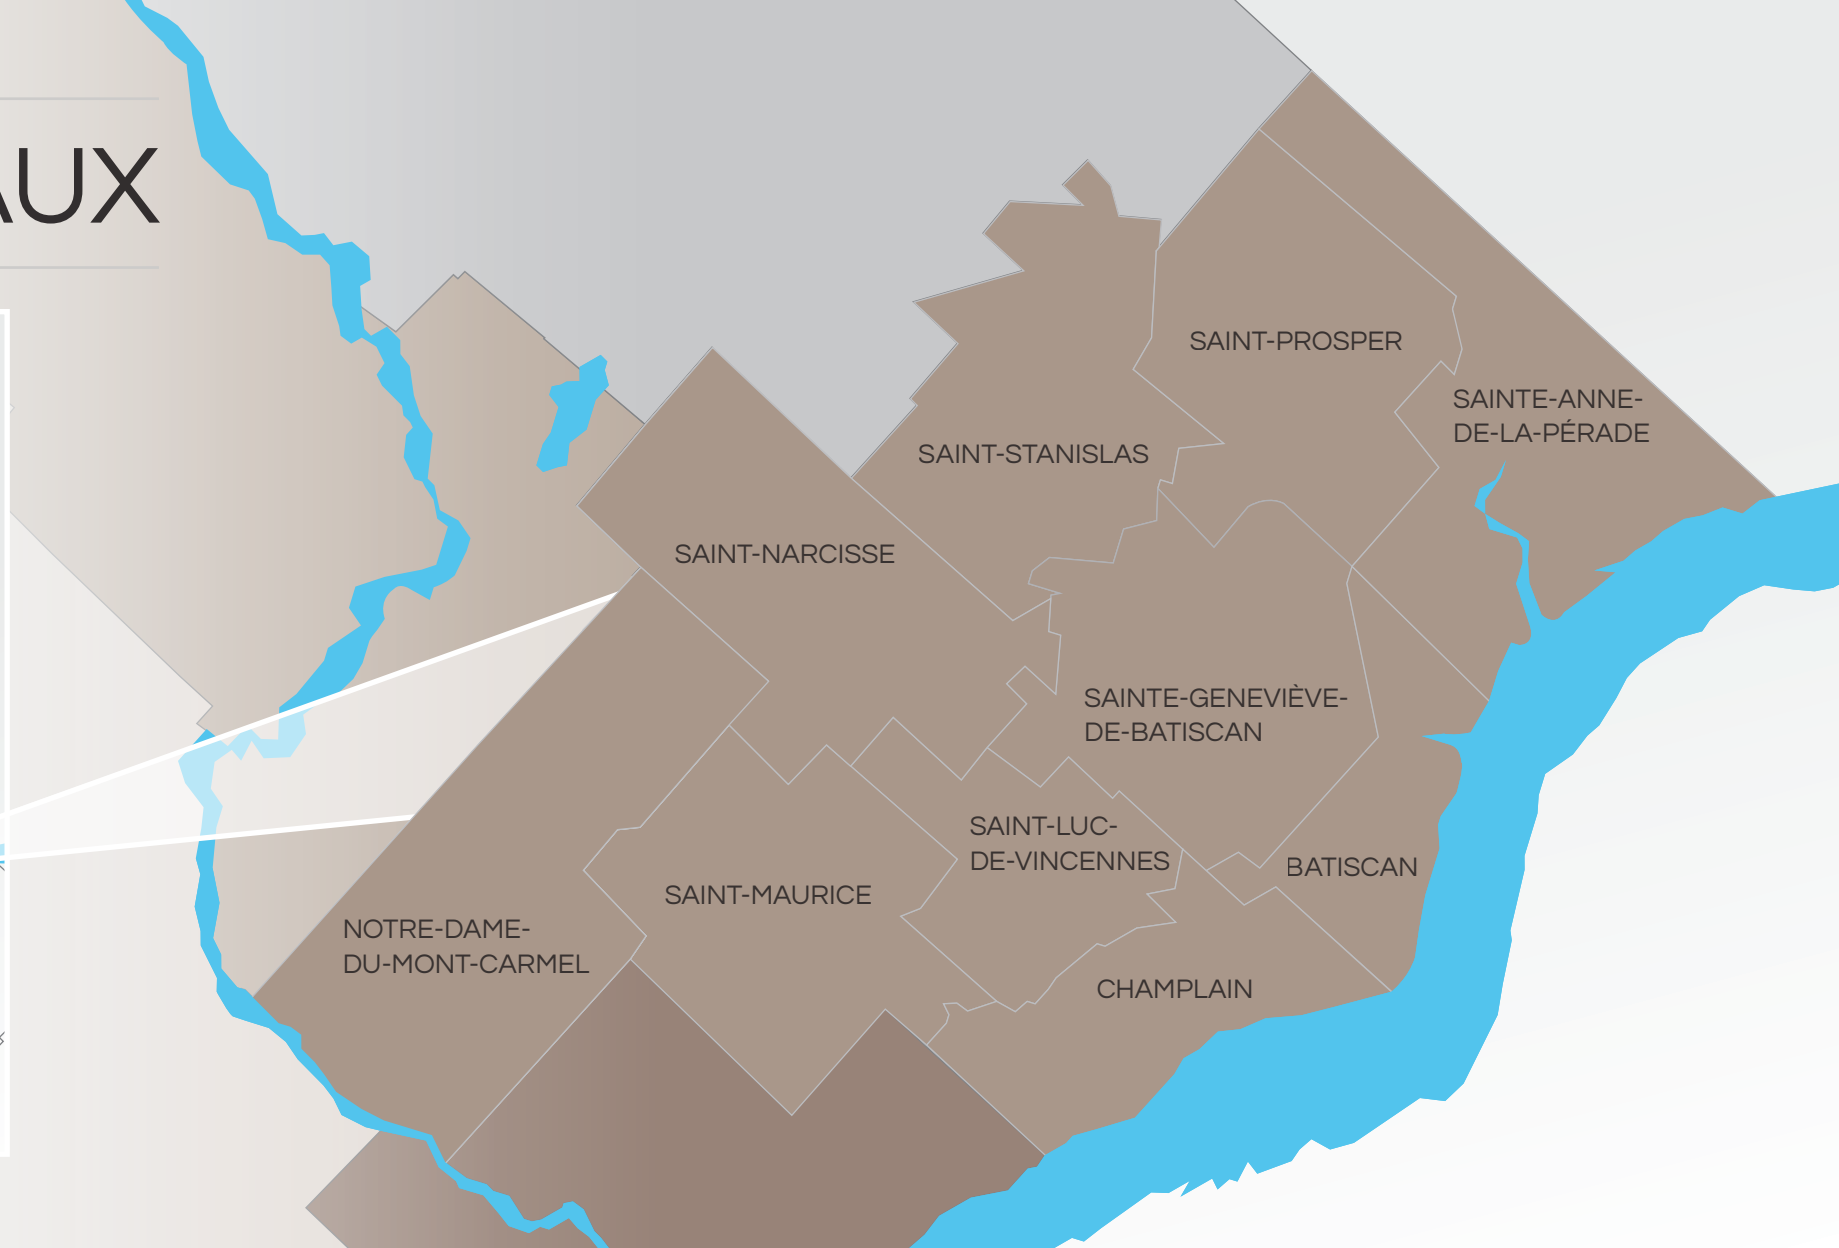 AUX
SAINT-PROSPER
SAINTE-ANNE-
DE-LA-PÉRADE
SAINT-STANISLAS
SAINT-NARCISSE
SAINTE-GENEVIÈVE-
DE-BATISCAN
SAINT-LUC-
DE-VINCENNES
BATISCAN
SAINT-MAURICE
NOTRE-DAME-
DU-MONT-CARMEL
CHAMPLAIN